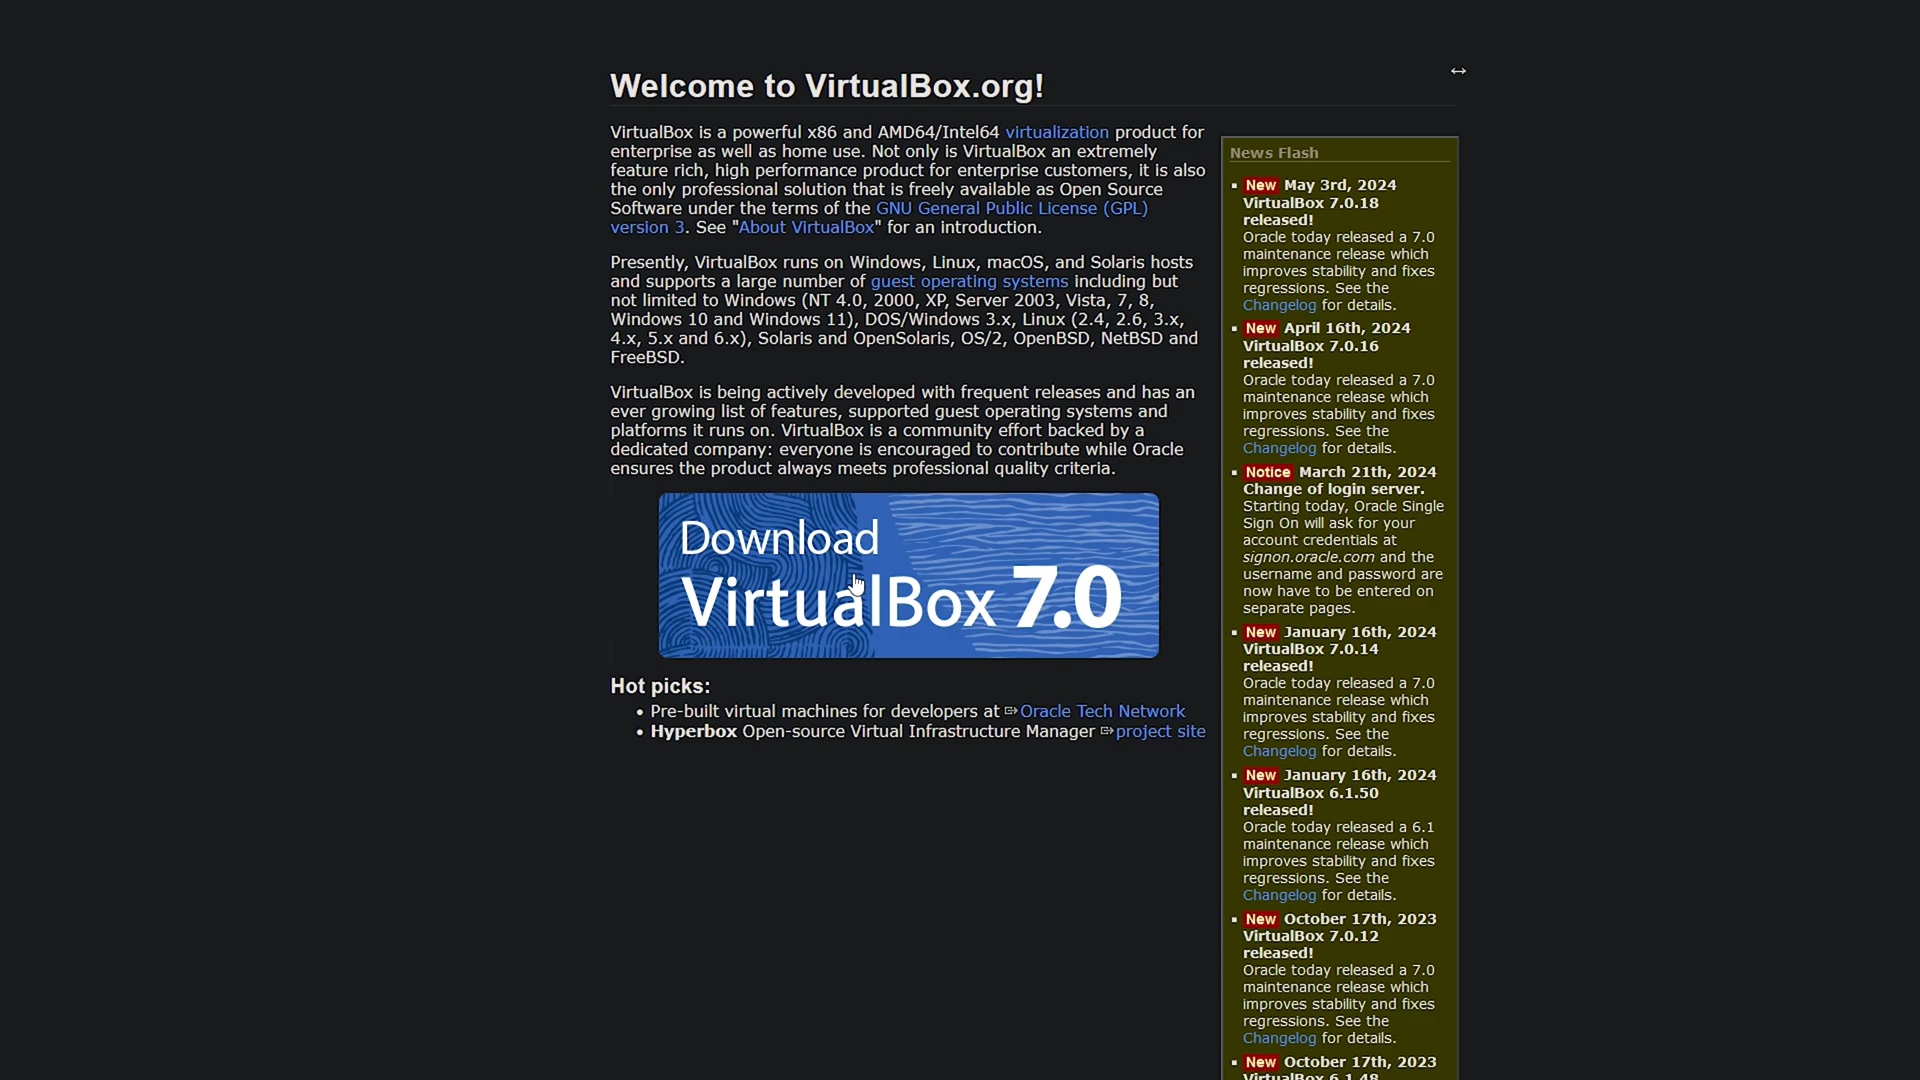 Welcome to VirtualBox.org!
VirtualBox is a powerful x86 and AMD64/Intel64 virtualization product for
enterprise as well as home use. Not only is VirtualBox an extremely
feature rich, high performance product for enterprise customers, it is also
the only professional solution that is freely available as Open Source
Software under the terms of the GNU General Public License (GPL)
version 3. See "About VirtualBox" for an introduction.
Presently, VirtualBox runs on Windows, Linux, macOS, and Solaris hosts
and supports a large number of guest operating systems including but
not limited to Windows (NT 4.0, 2000, XP, Server 2003, Vista, 7, 8,
Windows 10 and Windows 11), DOS/Windows 3.x, Linux (2.4, 2.6, 3.x,
4.x, 5.x and 6.x), Solaris and OpenSolaris, OS/2, OpenBSD, NetBSD and
FreeBSD.
VirtualBox is being actively developed with frequent releases and has an
ever growing list of features, supported guest operating systems and
platforms it runs on. VirtualBox is a community effort backed by a
dedicated company: everyone is encouraged to contribute while Oracle
ensures the product always meets professional quality criteria.
Download
VirtualBox 7.0
Hot picks:
• Pre-built virtual machines for developers at Oracle Tech Network
• Hyperbox Open-source Virtual Infrastructure Manager project site
News Flash
New May 3rd, 2024
VirtualBox 7.0.18
released!
Oracle today released a 7.0
maintenance release which
improves stability and fixes
regressions. See the
Changelog for details.
New April 16th, 2024
VirtualBox 7.0.16
released!
Oracle today released a 7.0
maintenance release which
improves stability and fixes
regressions. See the
Changelog for details.
Notice March 21th, 2024
Change of login server.
Starting today, Oracle Single
Sign On will ask for your
account credentials at
signon.oracle.com and the
username and password are
now have to be entered on
separate pages.
New January 16th, 2024
VirtualBox 7.0.14
released!
Oracle today released a 7.0
maintenance release which
improves stability and fixes
regressions. See the
Changelog for details.
New January 16th, 2024
VirtualBox 6.1.50
released!
Oracle today released a 6.1
maintenance release which
improves stability and fixes
regressions. See the
Changelog for details.
New October 17th, 2023
VirtualBox 7.0.12
released!
Oracle today released a 7.0
maintenance release which
improves stability and fixes
regressions. See the
Changelog for details.
New October 17th, 2023
VirtualBox 6.1.48